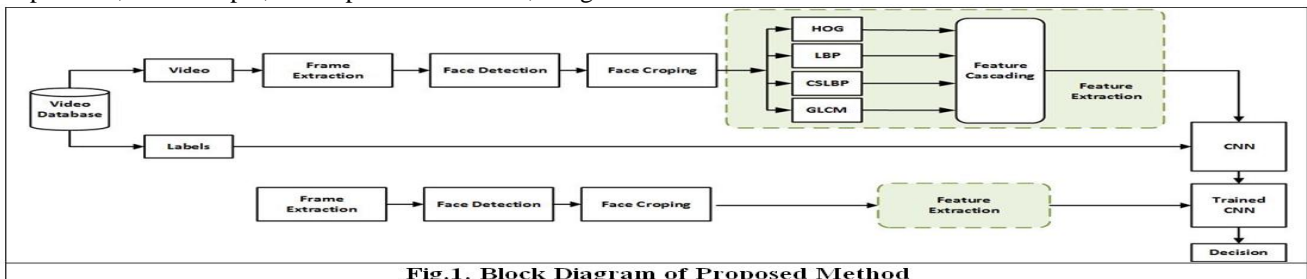 Video
Frame
Extraction
Face Detection
Face Croping
HOG
LBP
CSLBP
GLCM
Feature
Cascading
Feature
Extraction
Video
Database
Labels
CNN
Frame
Extraction
Face Detection
Face Croping
Feature
Extraction
Trained
CNN
Decision
Fig.1. Block Diagram of Proposed Method